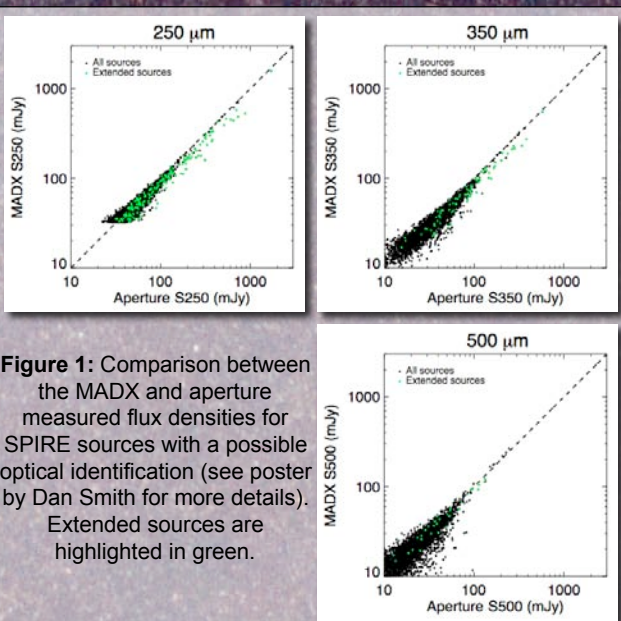 250 μm
All sources
Extended sources
MADX S250 (mJy)
1000
100
10
10 100 1000
Aperture S250 (mJy)
350 μm
All sources
Extended sources
MADX S350 (mJy)
1000
100
10
10 100 1000
Aperture S350 (mJy)
Figure 1: Comparison between
the MADX and aperture
measured flux densities for
SPIRE sources with a possible
optical identification (see poster
by Dan Smith for more details).
Extended sources are
highlighted in green.
500 μm
All sources
Extended sources
MADX S500 (mJy)
1000
100
10
10 100 1000
Aperture S500 (mJy)